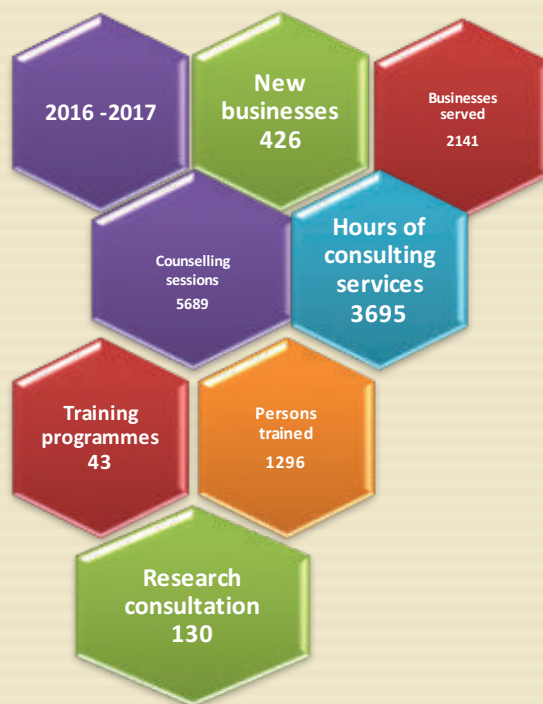 2016 -2017
New
businesses
426
Businesses
served
2141
Counselling
sessions
5689
Hours of
consulting
services
3695
Training
programmes
43
Persons
trained
1296
Research
consultation
130